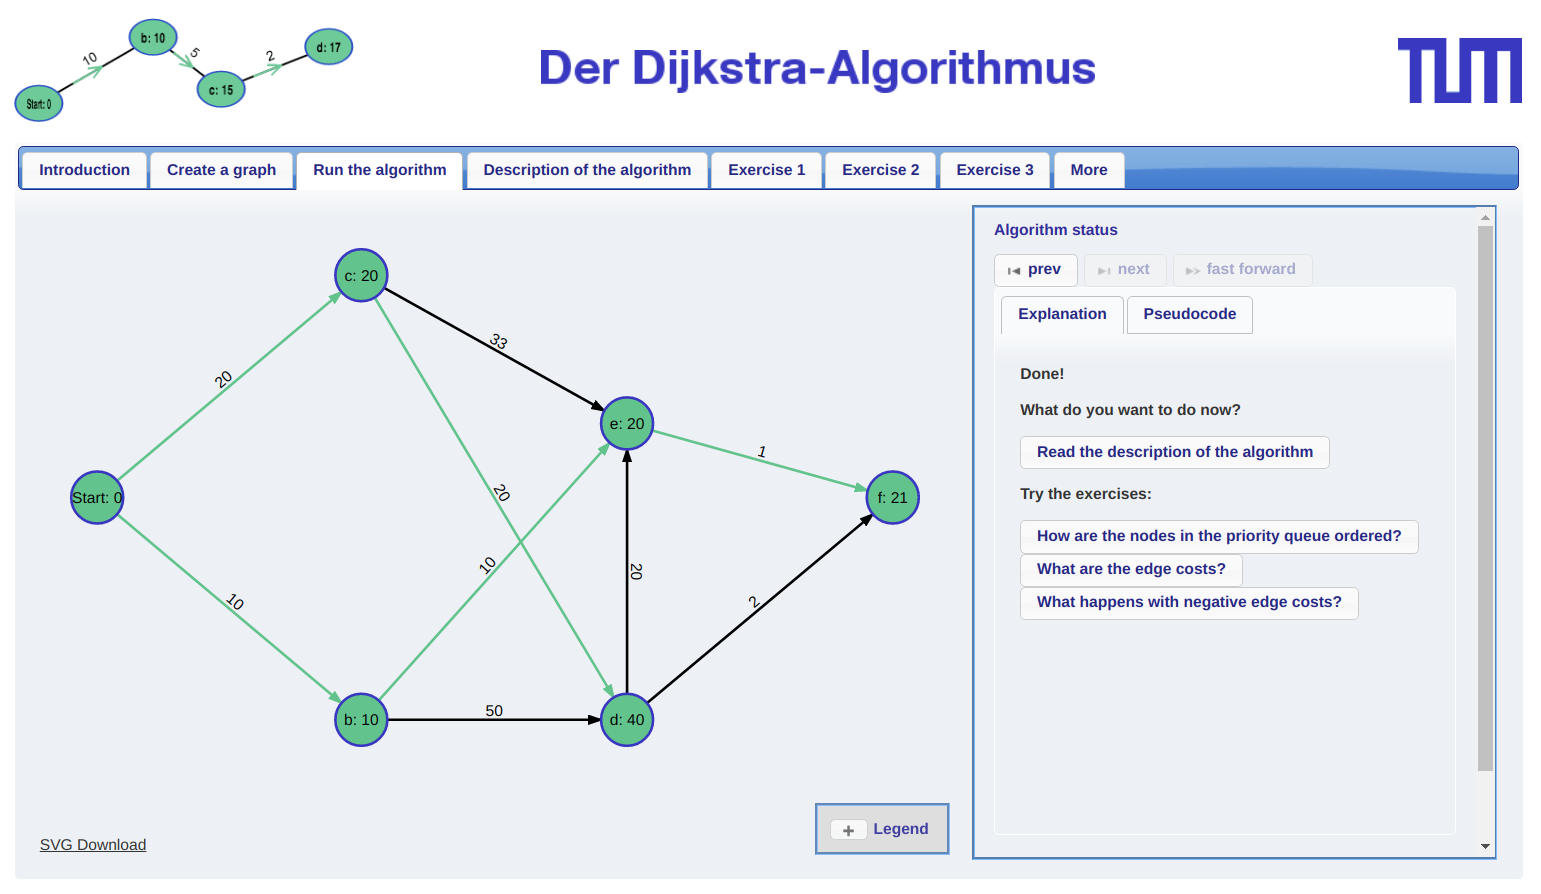 b: 10
10
5
2
d: 17
c: 15
Start: 0
Der Dijkstra-Algorithmus
TUM
Introduction
Create a graph
Run the algorithm
Description of the algorithm
Exercise 1
Exercise 2
Exercise 3
More
c: 20
33
20
e: 20
1
20
Start: 0
f: 21
10
20
10
2
b: 10
50
d: 40
Legend
SVG Download
Algorithm status
prev
next
fast forward
Explanation
Pseudocode
Done!
What do you want to do now?
Read the description of the algorithm
Try the exercises:
How are the nodes in the priority queue ordered?
What are the edge costs?
What happens with negative edge costs?